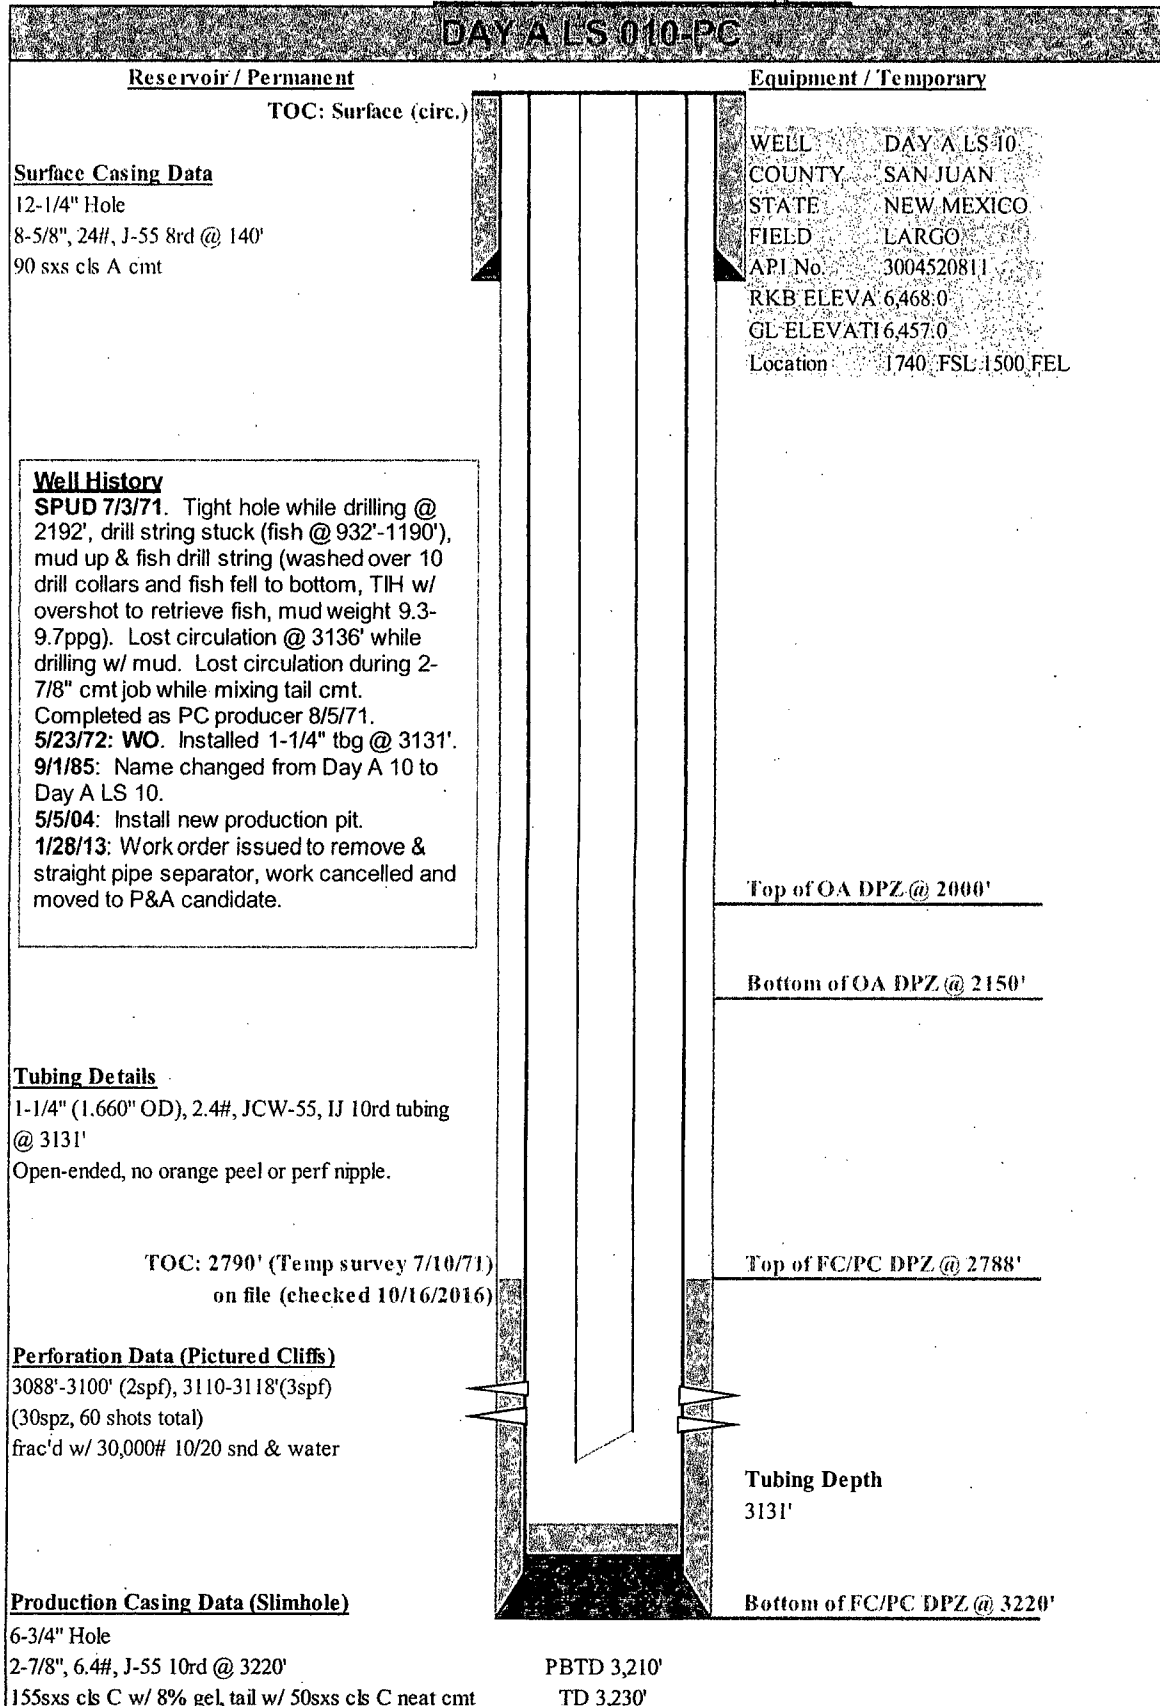 DAY A LS 010-PC
Reservoir / Permanent
Equipment / Temporary
TOC: Surface (circ.)
WELL DAY A LS 10
COUNTY SAN JUAN
STATE NEW MEXICO
FIELD LARGO
API No. 3004520811
RKB ELEVA 6,468.0
GL ELEVATI 6,457.0
Location 1740 FSL 1500 FEL
Surface Casing Data
12-1/4" Hole
8-5/8", 24#, J-55 8rd @ 140'
90 sxs cls A cmt
Well History
SPUD 7/3/71. Tight hole while drilling @
2192', drill string stuck (fish @ 932'-1190'),
mud up & fish drill string (washed over 10
drill collars and fish fell to bottom, TIH w/
overshot to retrieve fish, mud weight 9.3-
9.7ppg). Lost circulation @ 3136' while
drilling w/ mud. Lost circulation during 2-
7/8" cmt job while mixing tail cmt.
Completed as PC producer 8/5/71.
5/23/72: WO. Installed 1-1/4" tbg @ 3131'.
9/1/85: Name changed from Day A 10 to
Day A LS 10.
5/5/04: Install new production pit.
1/28/13: Work order issued to remove &
straight pipe separator, work cancelled and
moved to P&A candidate.
Top of OA DPZ @ 2000'
Bottom of OA DPZ @ 2150'
Tubing Details
1-1/4" (1.660" OD), 2.4#, JCW-55, IJ 10rd tubing
@ 3131'
Open-ended, no orange peel or perf nipple.
TOC: 2790' (Temp survey 7/10/71)
on file (checked 10/16/2016)
Top of FC/PC DPZ @ 2788'
Perforation Data (Pictured Cliffs)
3088'-3100' (2spf), 3110-3118'(3spf)
(30spz, 60 shots total)
frac'd w/ 30,000# 10/20 snd & water
Tubing Depth
3131'
Production Casing Data (Slimhole)
Bottom of FC/PC DPZ @ 3220'
6-3/4" Hole
2-7/8", 6.4#, J-55 10rd @ 3220'
PBTD 3,210'
155sxs cls C w/ 8% gel, tail w/ 50sxs cls C neat cmt
TD 3,230'